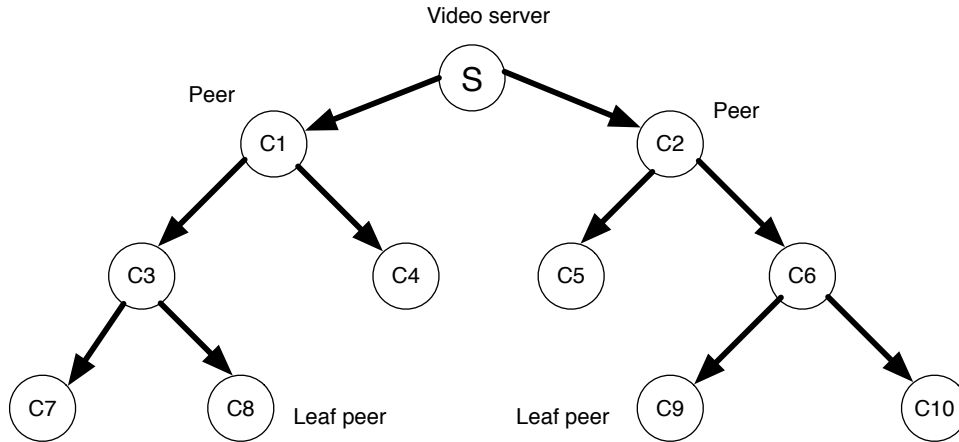 Video server
S
Peer
Peer
C1
C2
C3
C4
C5
C6
C7
C8
Leaf peer
Leaf peer
C9
C10